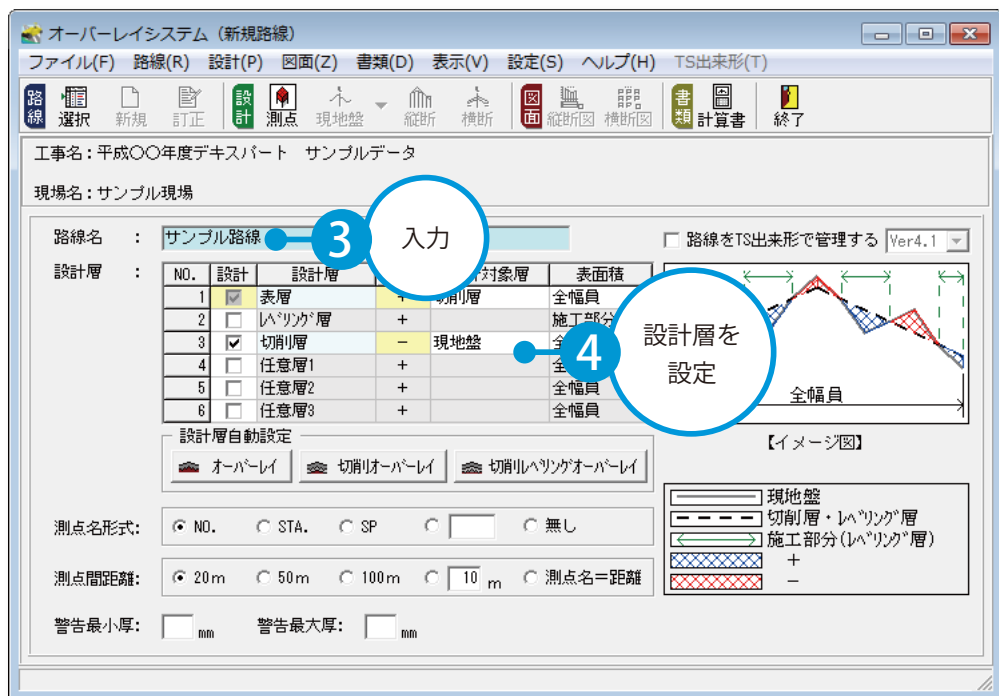 オーバーレイシステム（新規路線）
ファイル(F) 路線(R) 設計(P) 図面(Z) 書類(D) 表示(V) 設定(S) ヘルプ(H) TS出来形(T)
路線 選択 新規 訂正 設計 測点 現地盤 縦断 横断 図面 縦断図 横断図 書類 計算書 終了
工事名：平成〇〇年度デキスパート サンプルデータ
現場名：サンプル現場
路線名 ： サンプル路線 3 入力 路線をTS出来形で管理する Ver4.1
設計層 ：
NO. 設計 設計層 対象層 表面積
1 表層 + 切削層 全幅員
2 ﾚﾍﾞﾘﾝｸﾞ層 + 施工部分
3 切削層 － 現地盤
4 任意層1 +
5 任意層2 + 全幅員
6 任意層3 + 全幅員
4 設計層を
設定
全幅員
【イメージ図】
設計層自動設定
ｵｰﾊﾞｰﾚｲ 切削ｵｰﾊﾞｰﾚｲ 切削ﾚﾍﾞﾘﾝｸﾞｵｰﾊﾞｰﾚｲ
現地盤
切削層・ﾚﾍﾞﾘﾝｸﾞ層
施工部分(ﾚﾍﾞﾘﾝｸﾞ層)
＋
－
測点名形式： NO. STA. SP 無し
測点間距離： 20m 50m 100m 10 m 測点名＝距離
警告最小厚： mm 警告最大厚： mm